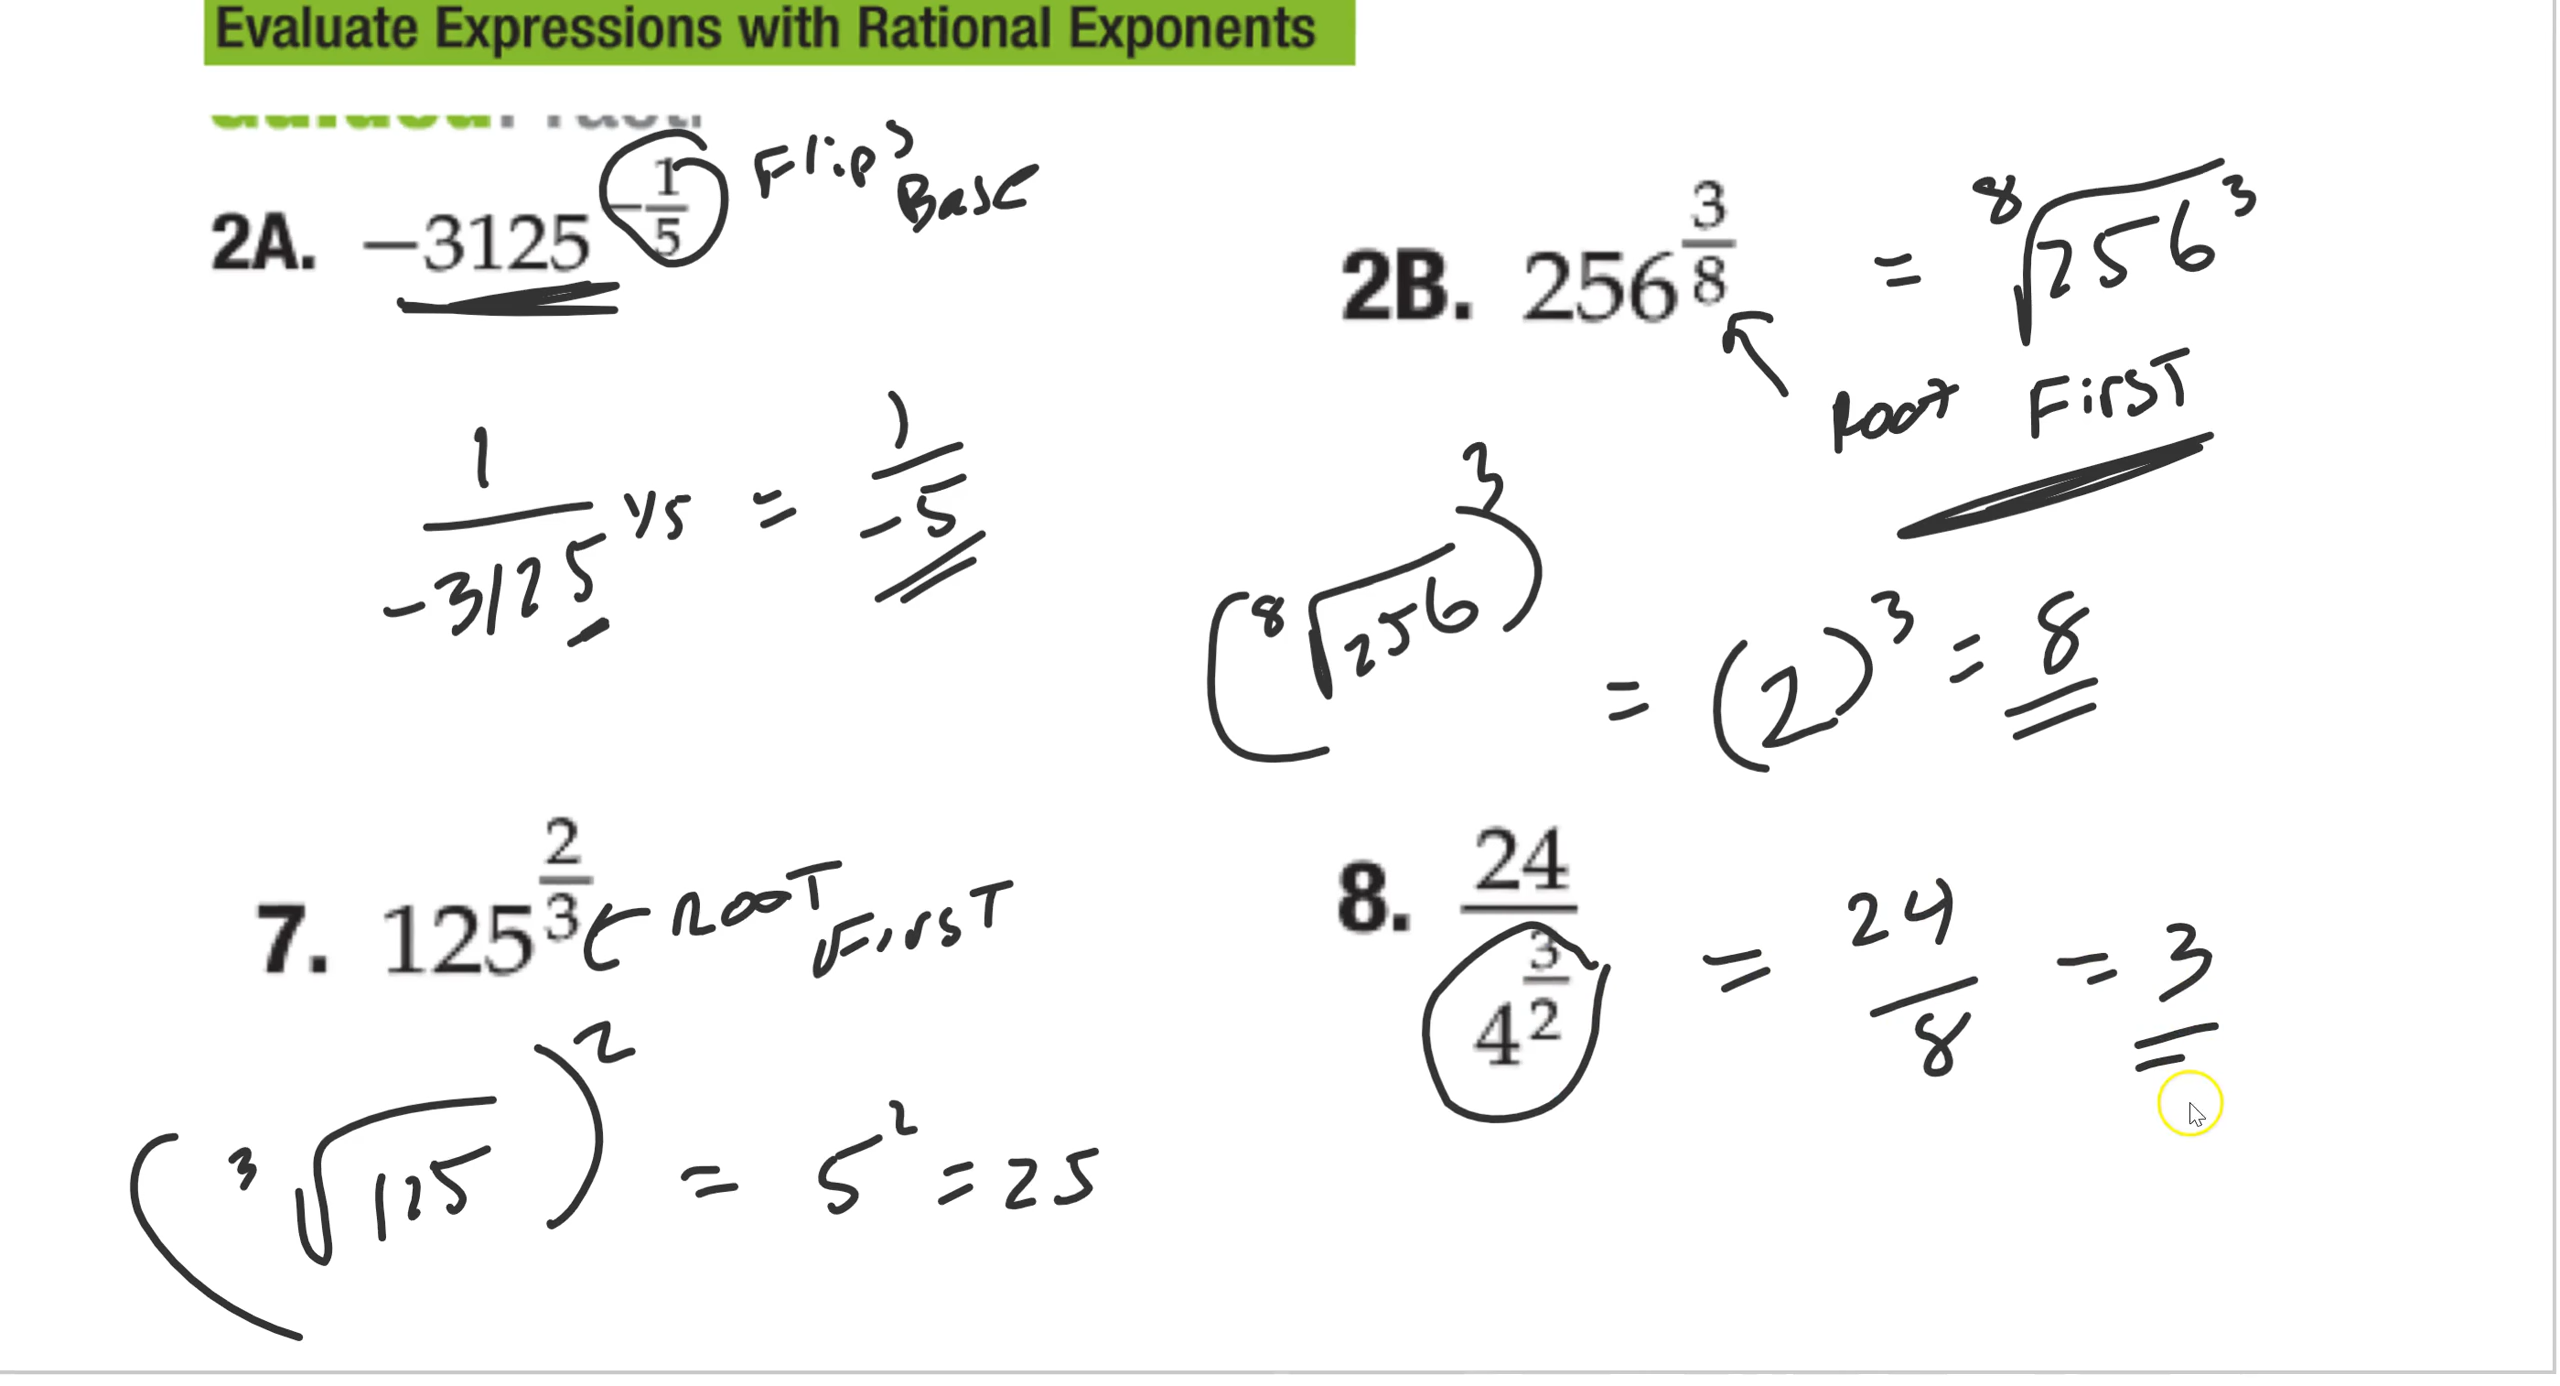 Evaluate Expressions with Rational Exponents
2A. −3125^{−1/5} Flips Base
1/−3125^{1/5} = 1/−5
2B. 256^{3/8} = ⁸√256³
Root First
(⁸√256)³ = (2)³ = 8
7. 125^{2/3} Root First
(³√125)² = 5² = 25
8. 24/4^{3/2} = 24/8 = 3